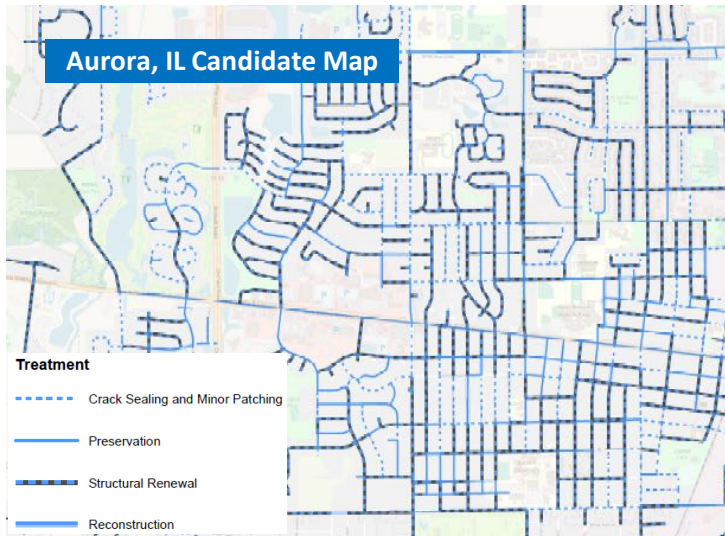 Aurora, IL Candidate Map
Treatment
Crack Sealing and Minor Patching
Preservation
Structural Renewal
Reconstruction